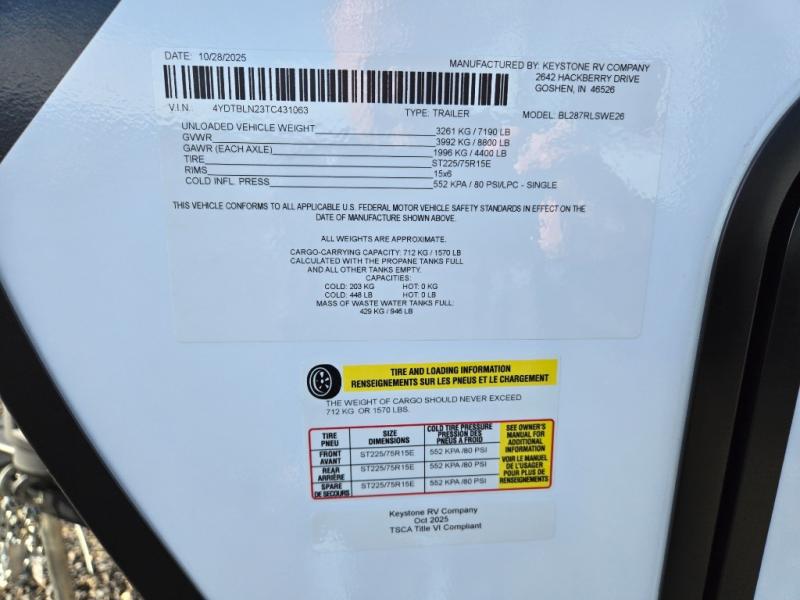 DATE: 10/28/2025
MANUFACTURED BY: KEYSTONE RV COMPANY
2642 HACKBERRY DRIVE
GOSHEN, IN 46526
V.I.N.: 4YDTBLN23TC431063 TYPE: TRAILER MODEL: BL287RLSWE26
UNLOADED VEHICLE WEIGHT 3261 KG / 7190 LB
GVWR 3992 KG / 8800 LB
GAWR (EACH AXLE) 1996 KG / 4400 LB
TIRE ST225/75R15E
RIMS 15x6
COLD INFL. PRESS 552 KPA / 80 PSI/LPC - SINGLE
THIS VEHICLE CONFORMS TO ALL APPLICABLE U.S. FEDERAL MOTOR VEHICLE SAFETY STANDARDS IN EFFECT ON THE
DATE OF MANUFACTURE SHOWN ABOVE.
ALL WEIGHTS ARE APPROXIMATE.
CARGO-CARRYING CAPACITY: 712 KG / 1570 LB
CALCULATED WITH THE PROPANE TANKS FULL
AND ALL OTHER TANKS EMPTY.
CAPACITIES:
COLD: 203 KG HOT: 0 KG
COLD: 448 LB HOT: 0 LB
MASS OF WASTE WATER TANKS FULL:
429 KG / 946 LB
TIRE AND LOADING INFORMATION
RENSEIGNEMENTS SUR LES PNEUS ET LE CHARGEMENT
THE WEIGHT OF CARGO SHOULD NEVER EXCEED
712 KG OR 1570 LBS.
TIRE
PNEU
SIZE
DIMENSIONS
COLD TIRE PRESSURE
PRESSION DES
PNEUS A FROID
FRONT
AVANT
ST225/75R15E
552 KPA /80 PSI
REAR
ARRIÈRE
ST225/75R15E
552 KPA /80 PSI
SPARE
DE SECOURS
ST225/75R15E
552 KPA /80 PSI
SEE OWNER'S
MANUAL FOR
ADDITIONAL
INFORMATION
VOIR LE MANUEL
DE L'USAGER
POUR PLUS DE
RENSEIGNEMENTS
Keystone RV Company
Oct 2025
TSCA Title VI Compliant